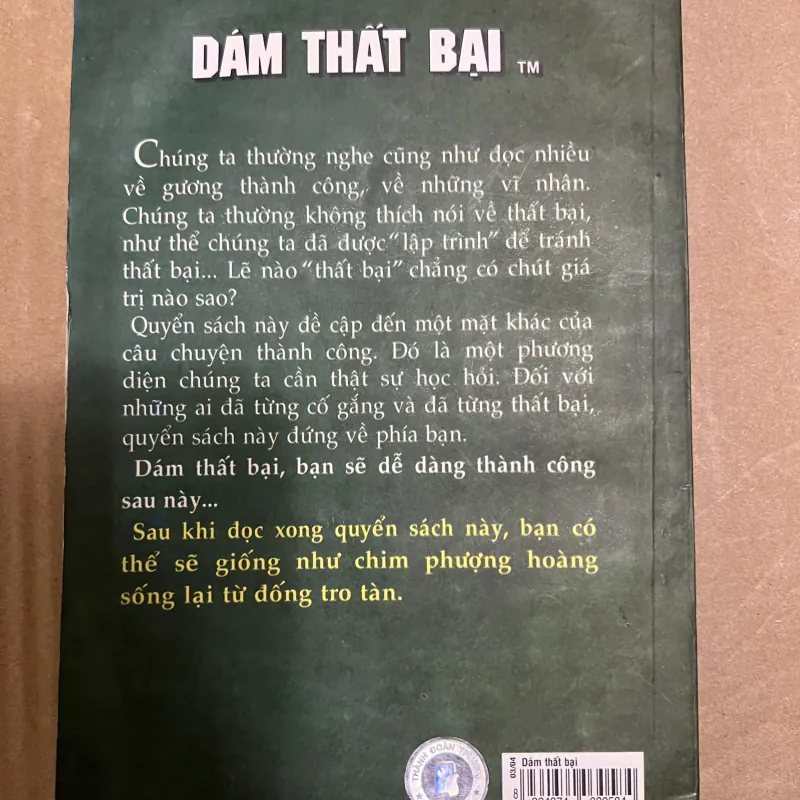 DÁM THẤT BẠI TM
Chúng ta thường nghe cũng như đọc nhiều
về gương thành công, về những vĩ nhân.
Chúng ta thường không thích nói về thất bại,
như thể chúng ta đã được "lập trình" để tránh
thất bại... Lẽ nào "thất bại" chẳng có chút giá
trị nào sao?
Quyển sách này đề cập đến một mặt khác của
câu chuyện thành công. Đó là một phương
diện chúng ta cần thật sự học hỏi. Đối với
những ai đã từng cố gắng và đã từng thất bại,
quyển sách này đứng về phía bạn.
Dám thất bại, bạn sẽ dễ dàng thành công
sau này...
Sau khi đọc xong quyển sách này, bạn có
thể sẽ giống như chim phượng hoàng
sống lại từ đống tro tàn.
THÀNH ĐOÀN
03/04
Dám thất bại
8